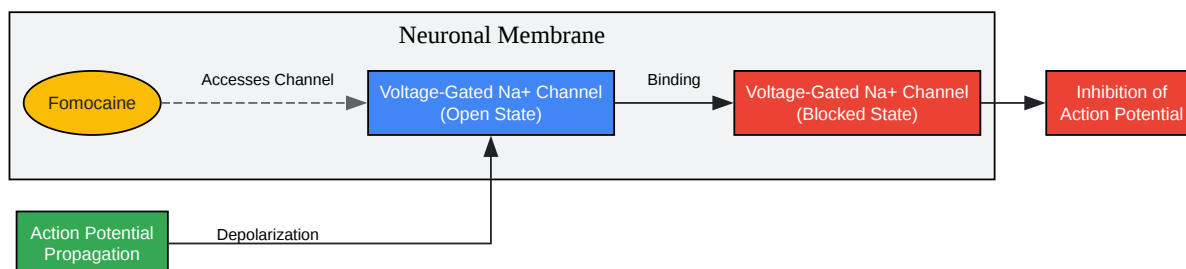 Neuronal Membrane
Fomocaine
Accesses Channel
Voltage-Gated Na+ Channel
(Open State)
Binding
Voltage-Gated Na+ Channel
(Blocked State)
Inhibition of
Action Potential
Action Potential
Propagation
Depolarization